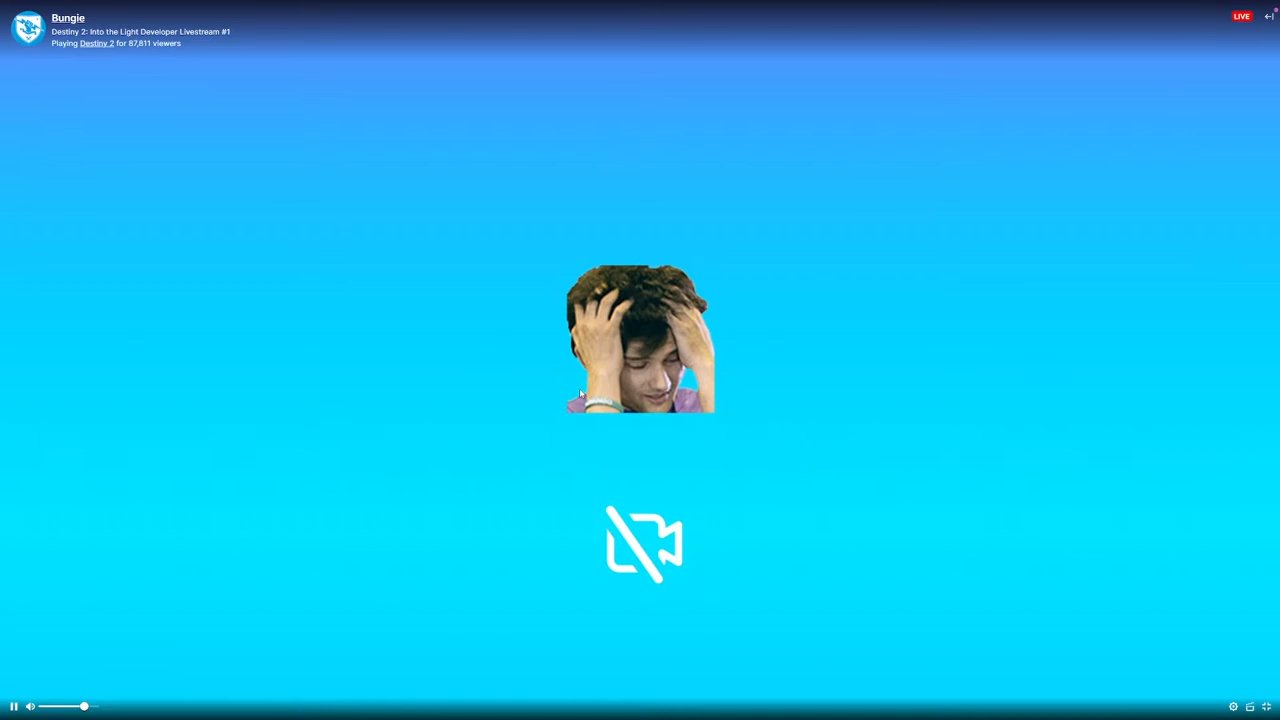 Bungie
LIVE
Destiny 2: Into the Light Developer Livestream #1
Playing Destiny 2 for 87,811 viewers